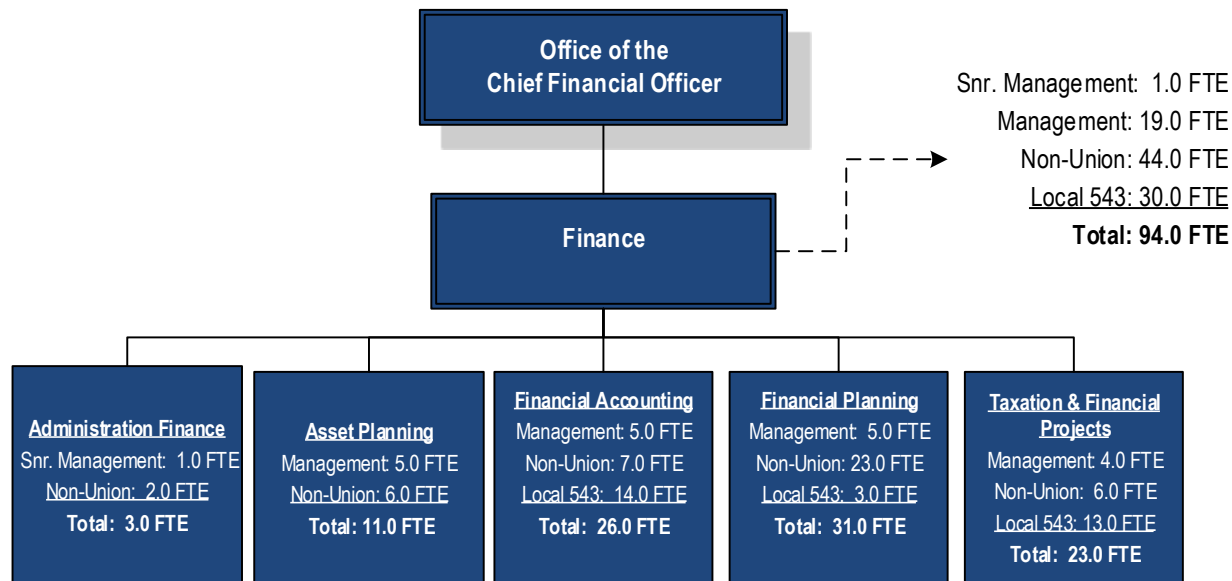 Office of the
Chief Financial Officer
Snr. Management: 1.0 FTE
Management: 19.0 FTE
Non-Union: 44.0 FTE
Local 543: 30.0 FTE
Total: 94.0 FTE
Finance
Administration Finance
Snr. Management: 1.0 FTE
Non-Union: 2.0 FTE
Total: 3.0 FTE
Asset Planning
Management: 5.0 FTE
Non-Union: 6.0 FTE
Total: 11.0 FTE
Financial Accounting
Management: 5.0 FTE
Non-Union: 7.0 FTE
Local 543: 14.0 FTE
Total: 26.0 FTE
Financial Planning
Management: 5.0 FTE
Non-Union: 23.0 FTE
Local 543: 3.0 FTE
Total: 31.0 FTE
Taxation & Financial
Projects
Management: 4.0 FTE
Non-Union: 6.0 FTE
Local 543: 13.0 FTE
Total: 23.0 FTE